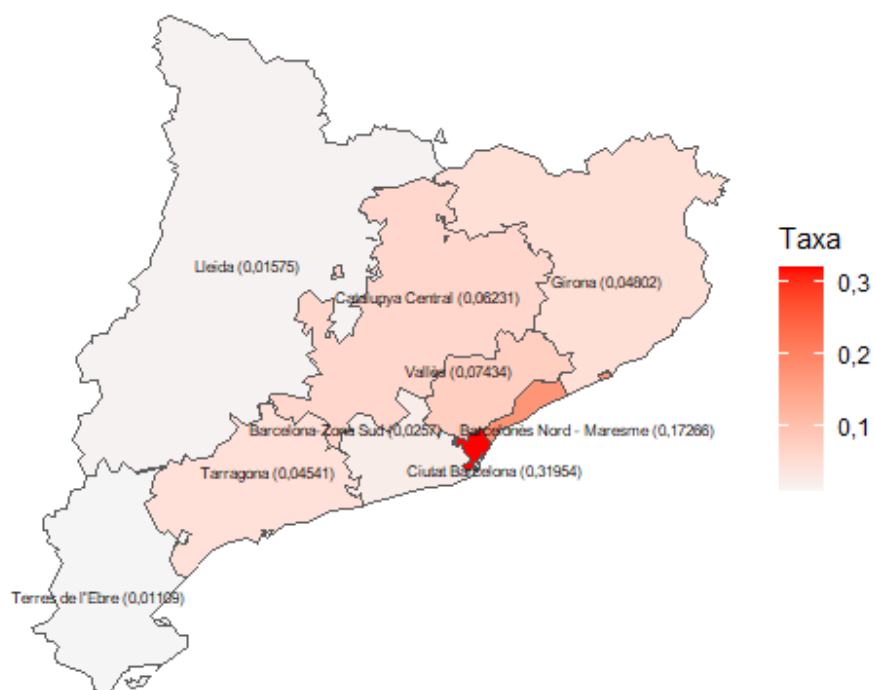 Lleida (0,01575)
Catalupya Central (0,06231)
Girona (0,04802)
Vallès (0,07434)
Barcelona-Zona Sud (0,0257)
Barcelonès Nord - Maresme (0,17266)
Tarragona (0,04541)
Ciutat Barcelona (0,31954)
Terres de l'Ebre (0,01109)
Taxa
0,3
0,2
0,1